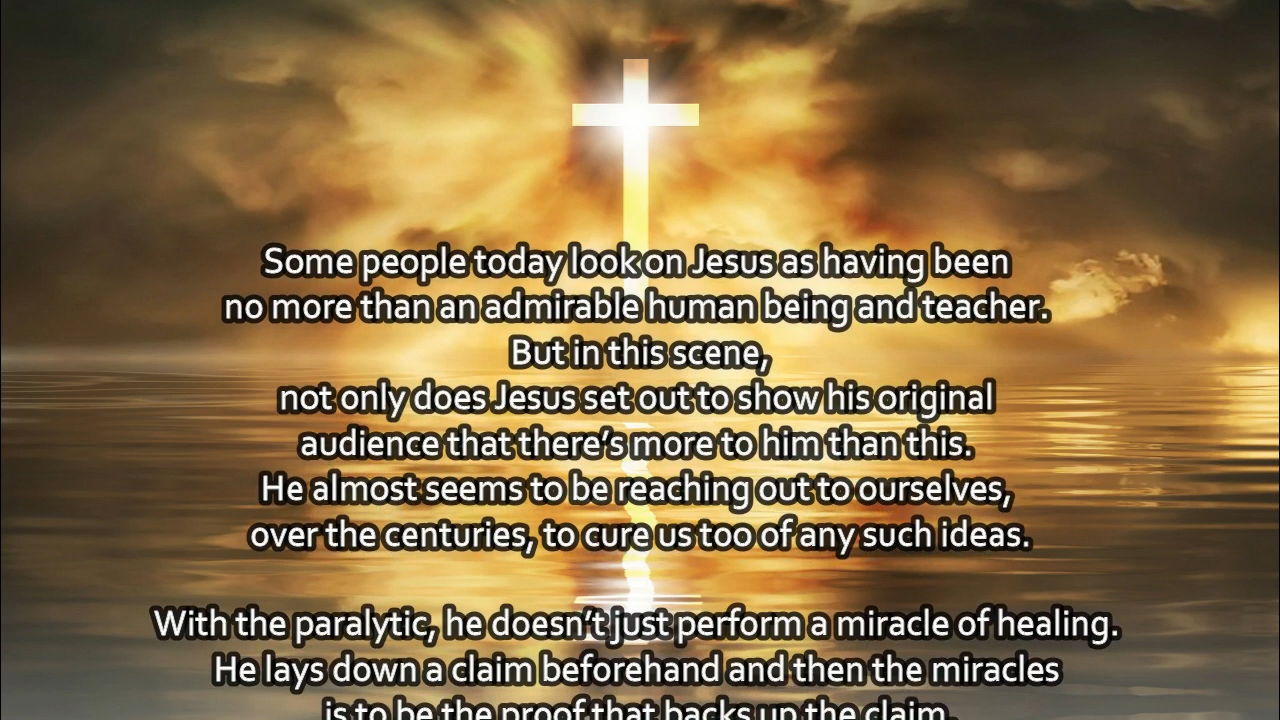 Some people today look on Jesus as having been
no more than an admirable human being and teacher.
But in this scene,
not only does Jesus set out to show his original
audience that there's more to him than this.
He almost seems to be reaching out to ourselves,
over the centuries, to cure us too of any such ideas.
With the paralytic, he doesn't just perform a miracle of healing.
He lays down a claim beforehand and then the miracles
is to be the proof that backs up the claim.